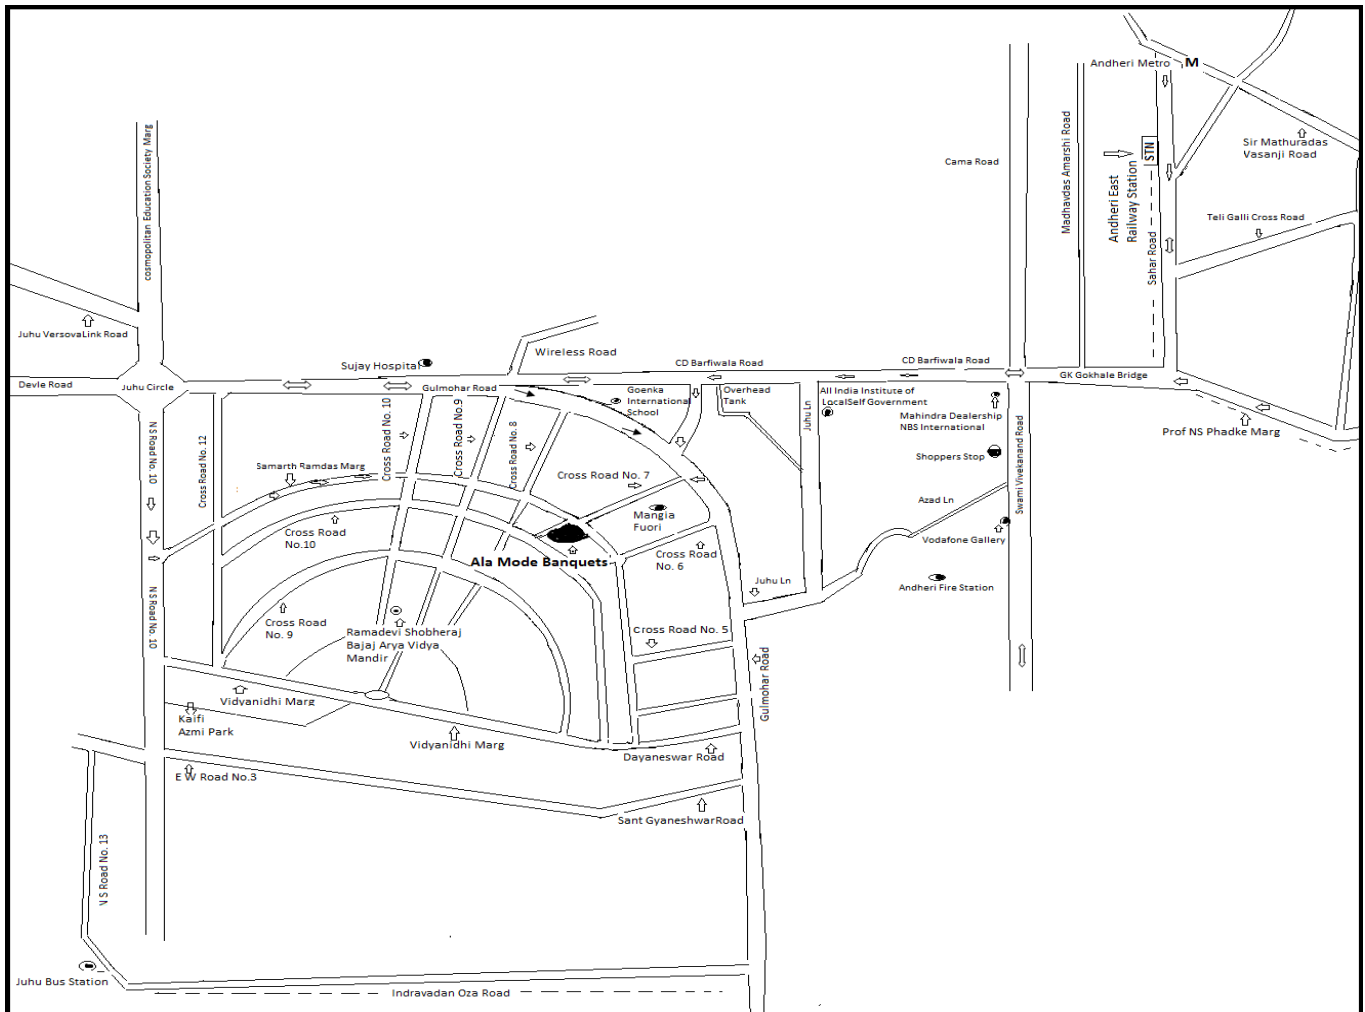 Andheri Metro M
cosmopolitan Education Society Marg
Cama Road
Madhavdas Amarshi Road
STN
Andheri East
Railway Station
Sahar Road
Sir Mathuradas
Vasanji Road
Teli Galli Cross Road
Juhu VersovaLink Road
Sujay Hospital
Wireless Road
CD Barfiwala Road
CD Barfiwala Road
GK Gokhale Bridge
Devle Road
Juhu Circle
Gulmohar Road
Goenka
International
School
Overhead
Tank
All India Institute of
LocalSelf Government
Mahindra Dealership
NBS International
Prof NS Phadke Marg
Juhu Ln
Swami Vivekanand Road
N S Road No. 10
Cross Road No. 12
Cross Road No. 10
Cross Road No.9
Cross Road No. 8
Samarth Ramdas Marg
Cross Road No. 7
Shoppers Stop
Azad Ln
Mangia
Fuori
Vodafone Gallery
Cross Road
No.10
Ala Mode Banquets
Cross Road
No. 6
Juhu Ln
Andheri Fire Station
N S Road No. 10
Cross Road
No. 9
Ramadevi Shobheraj
Bajaj Arya Vidya
Mandir
Cross Road No. 5
Gulmohar Road
Vidyanidhi Marg
Kaifi
Azmi Park
Vidyanidhi Marg
Dayaneswar Road
E W Road No.3
Sant GyaneshwarRoad
N S Road No. 13
Juhu Bus Station
Indravadan Oza Road